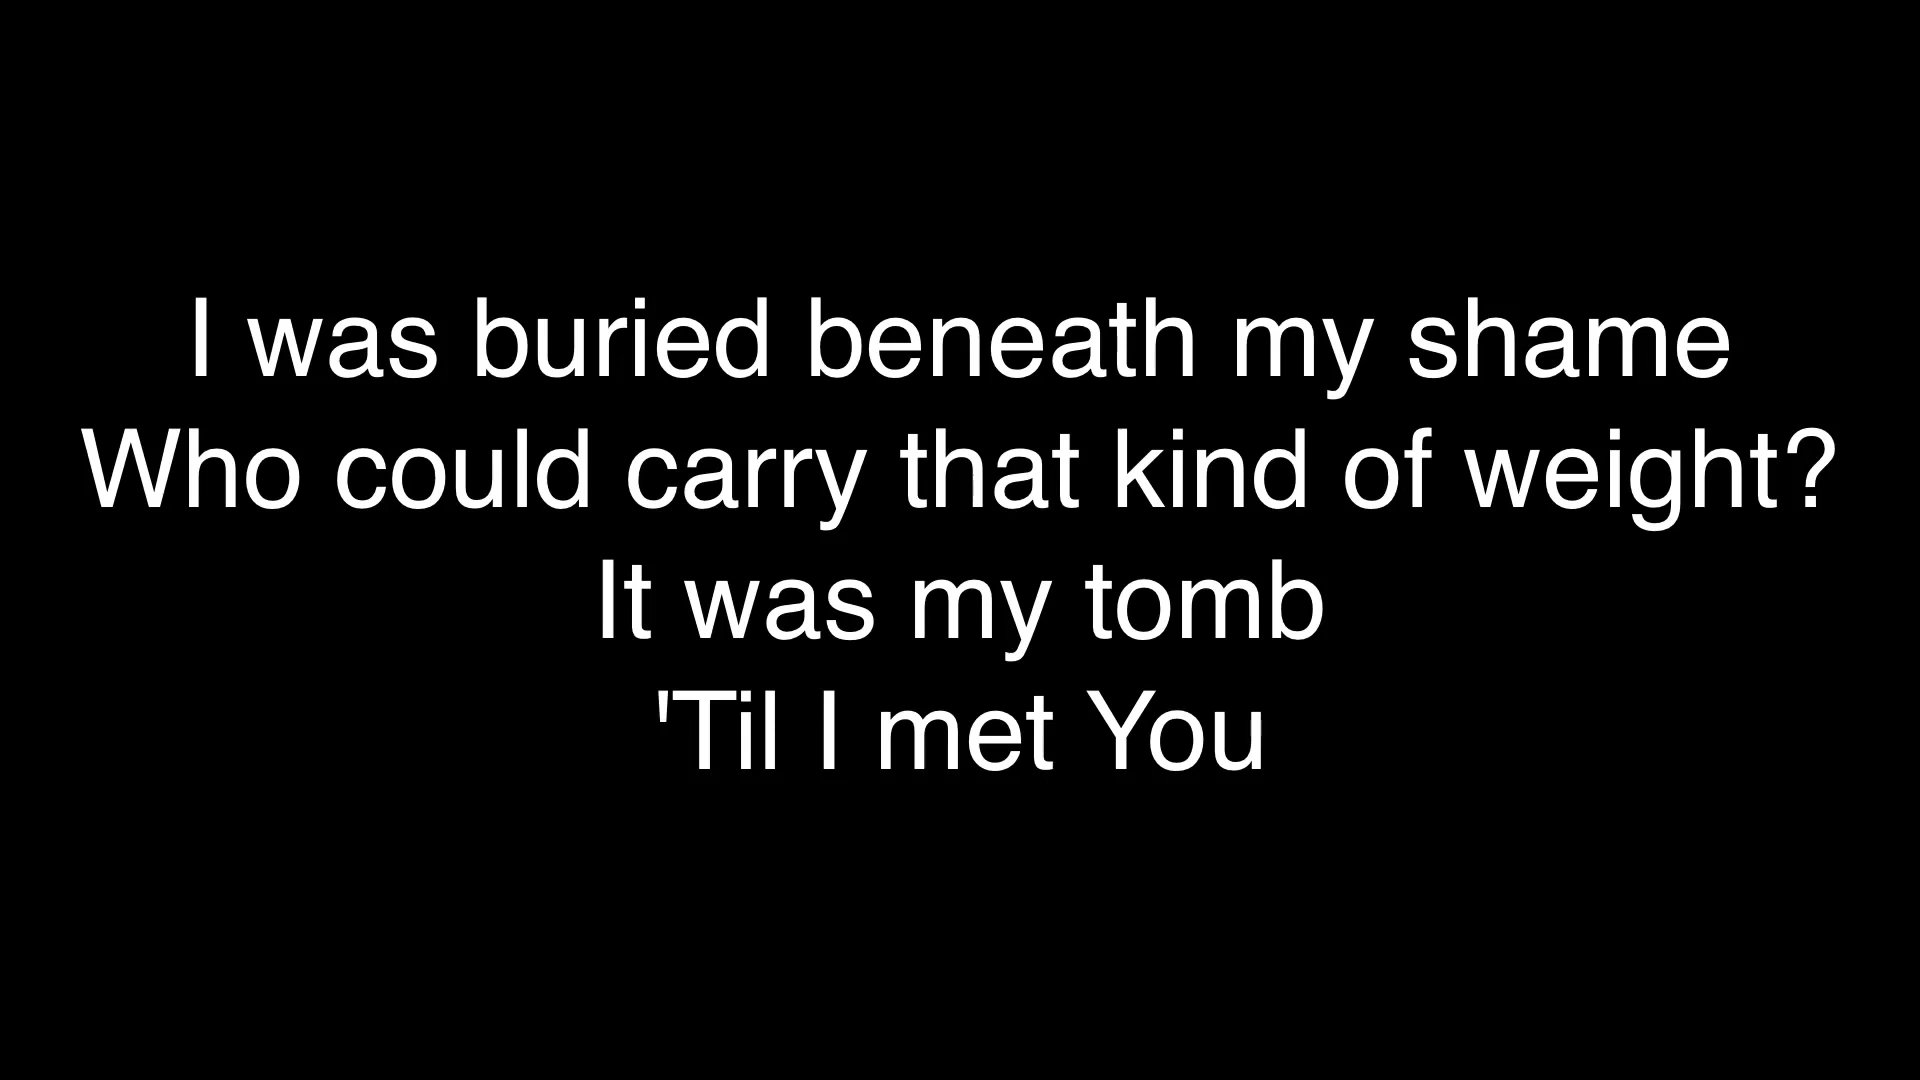 I was buried beneath my shame
Who could carry that kind of weight?
It was my tomb
'Til I met You